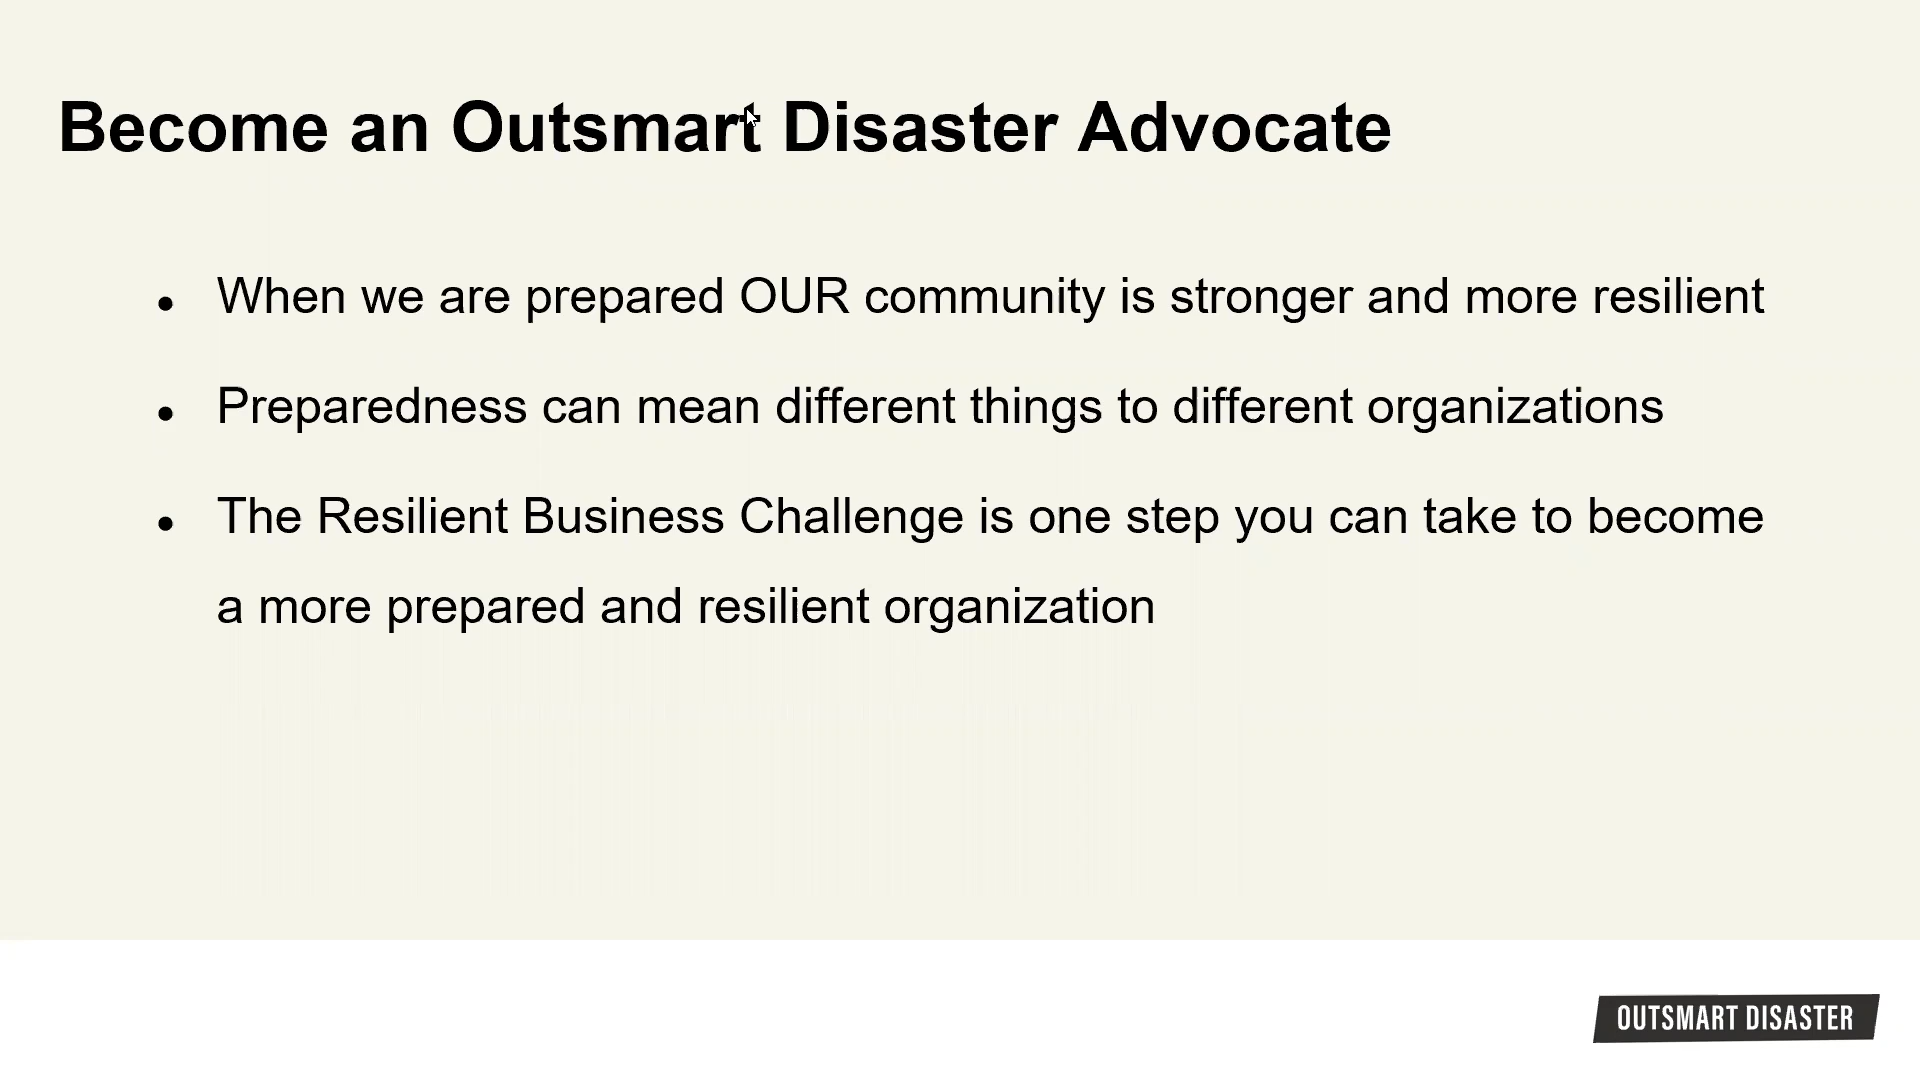 Become an Outsmart Disaster Advocate
• When we are prepared OUR community is stronger and more resilient
• Preparedness can mean different things to different organizations
• The Resilient Business Challenge is one step you can take to become
a more prepared and resilient organization
OUTSMART DISASTER